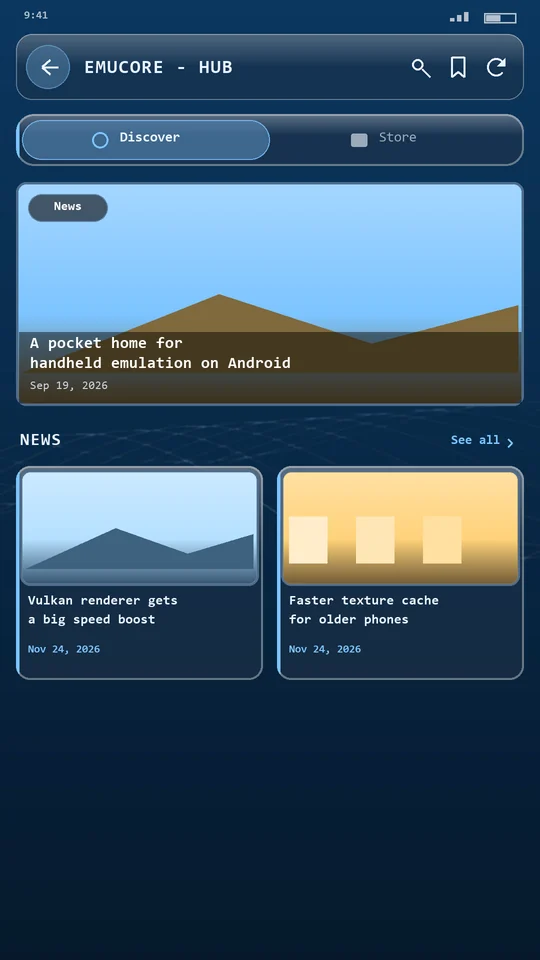 9:41
EMUCORE - HUB
Discover
Store
News
A pocket home for
handheld emulation on Android
Sep 19, 2026
NEWS
See all
Vulkan renderer gets
a big speed boost
Nov 24, 2026
Faster texture cache
for older phones
Nov 24, 2026